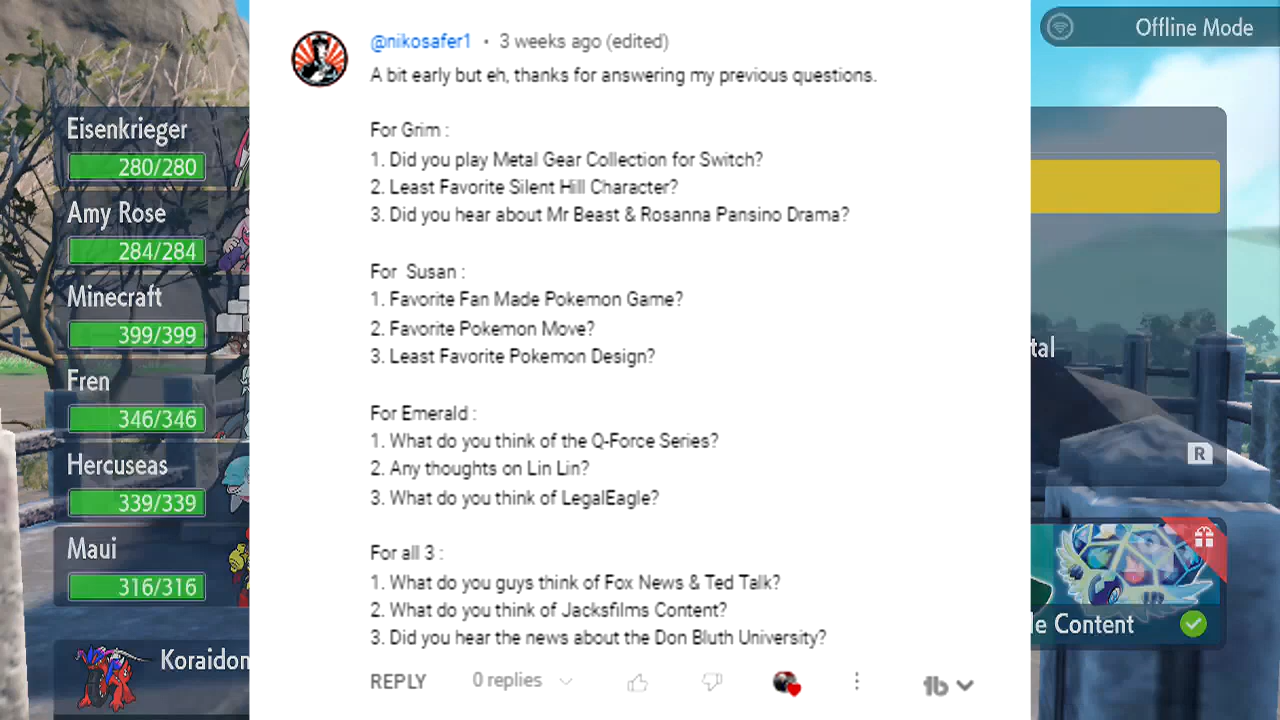 @nikosafer1 • 3 weeks ago (edited)
A bit early but eh, thanks for answering my previous questions.
For Grim :
1. Did you play Metal Gear Collection for Switch?
2. Least Favorite Silent Hill Character?
3. Did you hear about Mr Beast & Rosanna Pansino Drama?
For Susan :
1. Favorite Fan Made Pokemon Game?
2. Favorite Pokemon Move?
3. Least Favorite Pokemon Design?
For Emerald :
1. What do you think of the Q-Force Series?
2. Any thoughts on Lin Lin?
3. What do you think of LegalEagle?
For all 3 :
1. What do you guys think of Fox News & Ted Talk?
2. What do you think of Jacksfilms Content?
3. Did you hear the news about the Don Bluth University?
REPLY 0 replies
Eisenkrieger
280/280
Amy Rose
284/284
Minecraft
399/399
Fren
346/346
Hercuseas
339/339
Maui
316/316
Koraidon
Offline Mode
tal
R
le Content